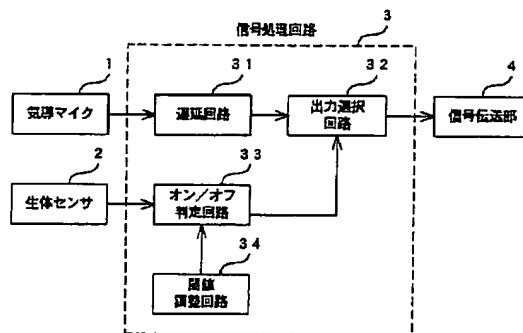 信号処理回路
3
1
31
32
4
気導マイク
遅延回路
出力選択
回路
信号伝送部
2
33
生体センサ
オン/オフ
判定回路
34
閾値
調整回路